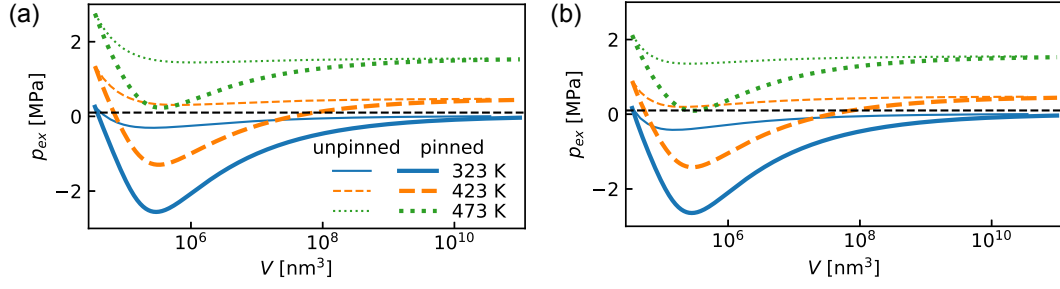 (a)
2
0
−2
p_ex [MPa]
unpinned pinned
323 K
423 K
473 K
10^6 10^8 10^10
V [nm^3]
(b)
2
0
−2
p_ex [MPa]
10^6 10^8 10^10
V [nm^3]